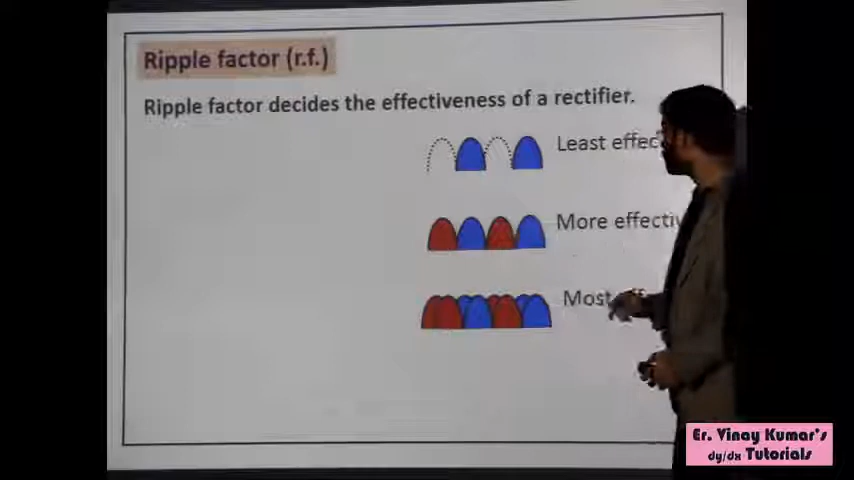 Ripple factor (r.f.)
Ripple factor decides the effectiveness of a rectifier.
Least effec
More effectiv
Most
Er. Vinay Kumar's
dy/dx Tutorials